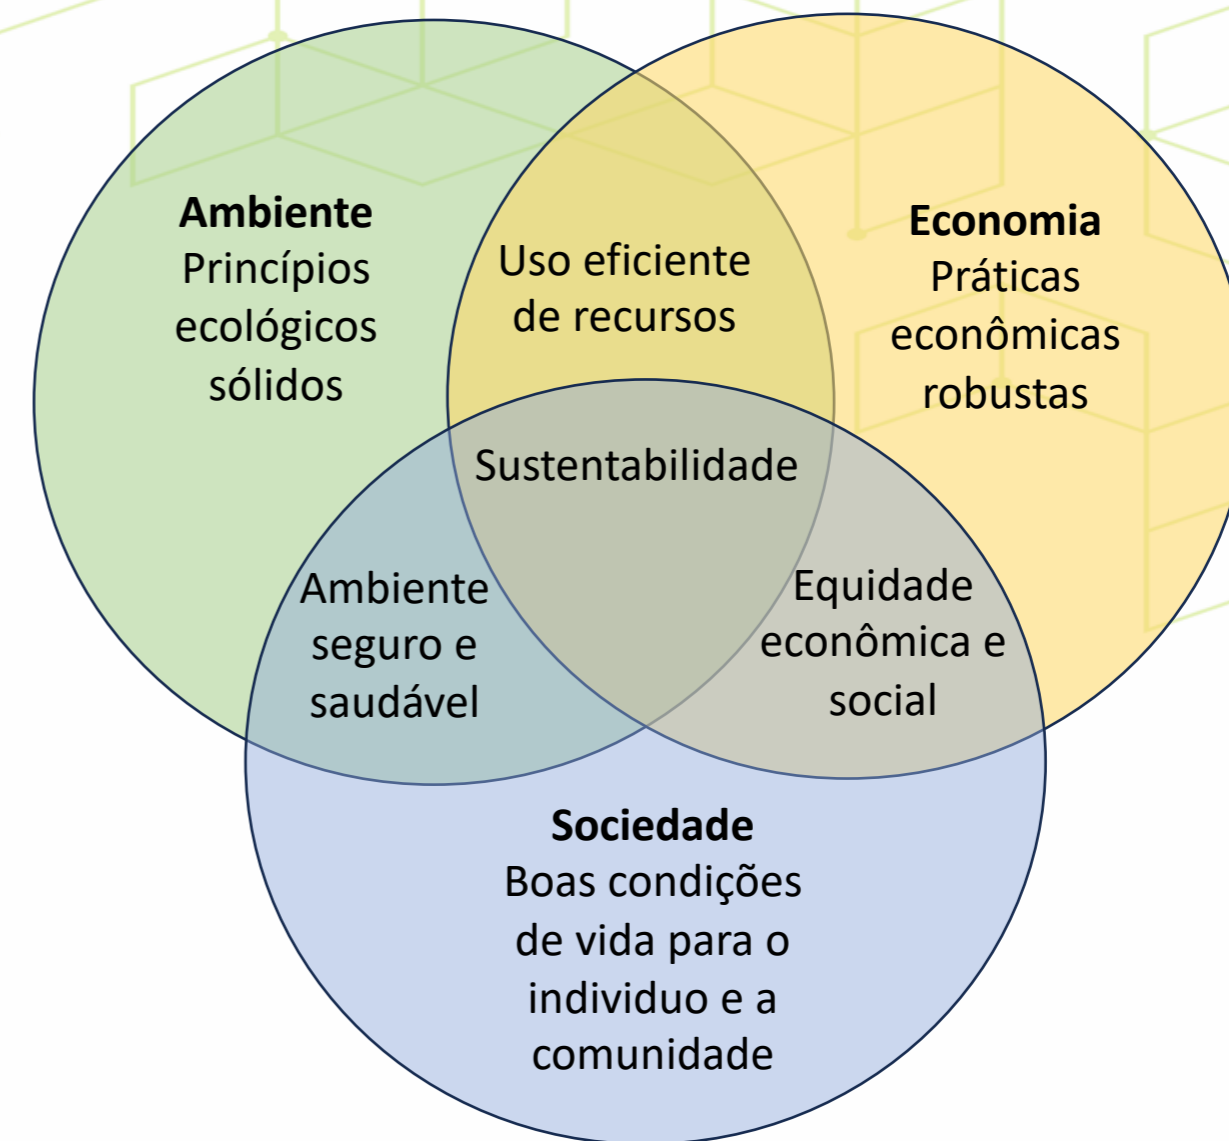 Ambiente
Princípios
ecológicos
sólidos
Uso eficiente
de recursos
Economia
Práticas
econômicas
robustas
Sustentabilidade
Ambiente
seguro e
saudável
Equidade
econômica e
social
Sociedade
Boas condições
de vida para o
individuo e a
comunidade